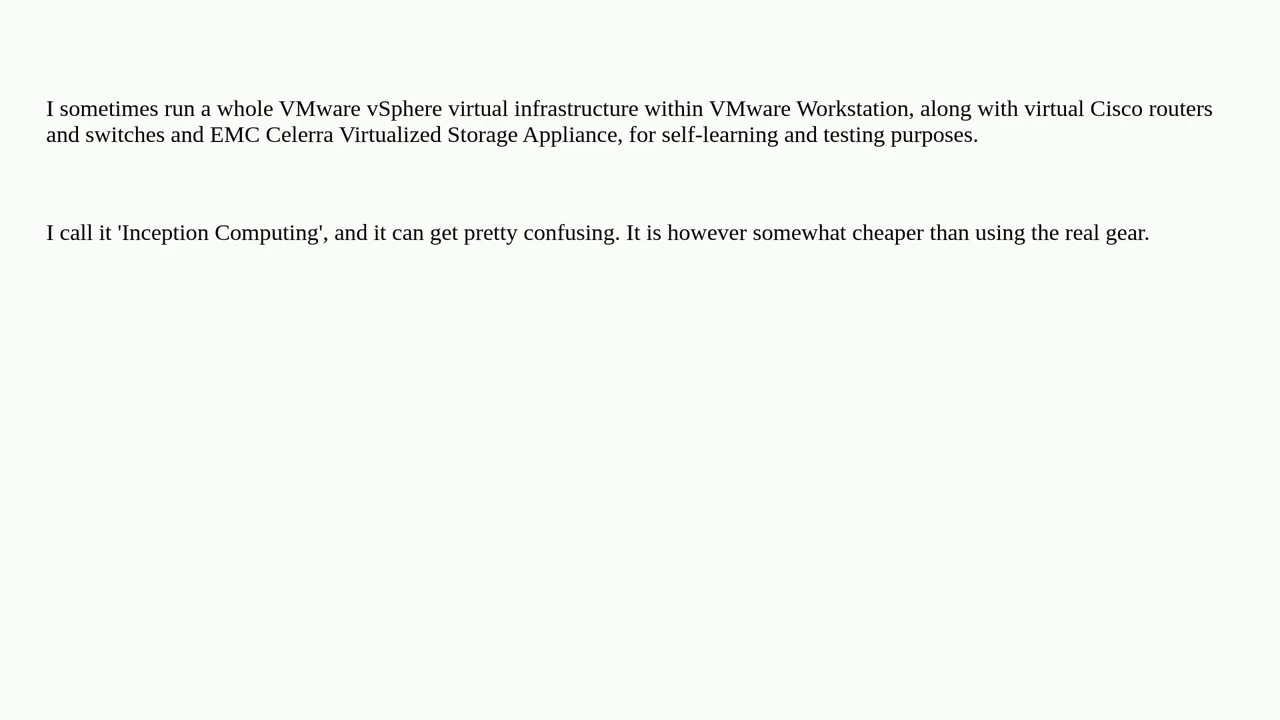 I sometimes run a whole VMware vSphere virtual infrastructure within VMware Workstation, along with virtual Cisco routers
and switches and EMC Celerra Virtualized Storage Appliance, for self-learning and testing purposes.
I call it 'Inception Computing', and it can get pretty confusing. It is however somewhat cheaper than using the real gear.